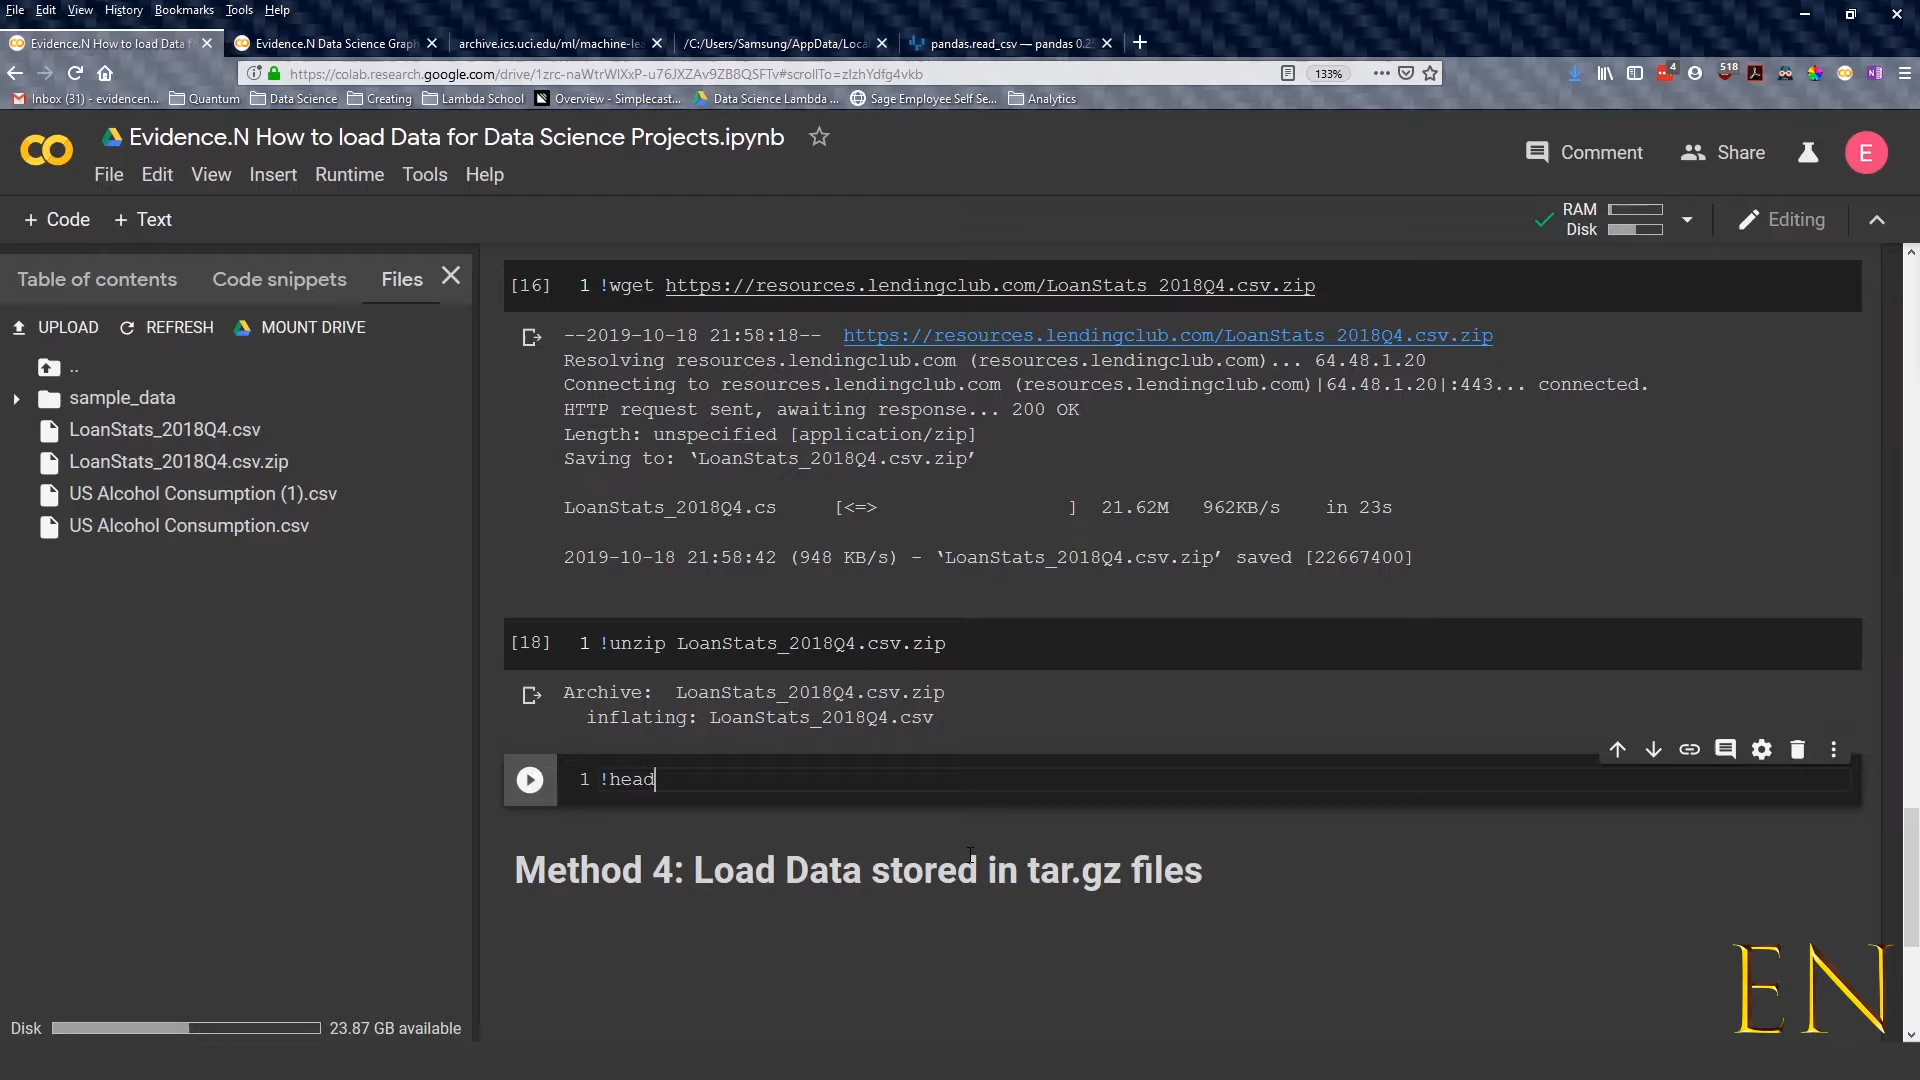 File Edit View History Bookmarks Tools Help
Evidence.N How to load Data f
Evidence.N Data Science Graph
archive.ics.uci.edu/ml/machine-le
/C:/Users/Samsung/AppData/Loca
pandas.read_csv — pandas 0.25
https://colab.research.google.com/drive/1zrc-naWtrWlXxP-u76JXZAv9ZB8QSFTv#scrollTo=zIzhYdfg4vkb
133%
4
518
Inbox (31) - evidencen...
Quantum
Data Science
Creating
Lambda School
Overview - Simplecast...
Data Science Lambda ...
Sage Employee Self Se...
Analytics
CO
Evidence.N How to load Data for Data Science Projects.ipynb
Comment
Share
E
File Edit View Insert Runtime Tools Help
+ Code + Text
RAM
Disk
Editing
Table of contents Code snippets Files
UPLOAD REFRESH MOUNT DRIVE
..
sample_data
LoanStats_2018Q4.csv
LoanStats_2018Q4.csv.zip
US Alcohol Consumption (1).csv
US Alcohol Consumption.csv
Disk 23.87 GB available
[16] 1 !wget https://resources.lendingclub.com/LoanStats_2018Q4.csv.zip
--2019-10-18 21:58:18-- https://resources.lendingclub.com/LoanStats_2018Q4.csv.zip
Resolving resources.lendingclub.com (resources.lendingclub.com)... 64.48.1.20
Connecting to resources.lendingclub.com (resources.lendingclub.com)|64.48.1.20|:443... connected.
HTTP request sent, awaiting response... 200 OK
Length: unspecified [application/zip]
Saving to: ‘LoanStats_2018Q4.csv.zip’
LoanStats_2018Q4.cs [<=> ] 21.62M 962KB/s in 23s
2019-10-18 21:58:42 (948 KB/s) - ‘LoanStats_2018Q4.csv.zip’ saved [22667400]
[18] 1 !unzip LoanStats_2018Q4.csv.zip
Archive: LoanStats_2018Q4.csv.zip
inflating: LoanStats_2018Q4.csv
1 !head
Method 4: Load Data stored in tar.gz files
EN